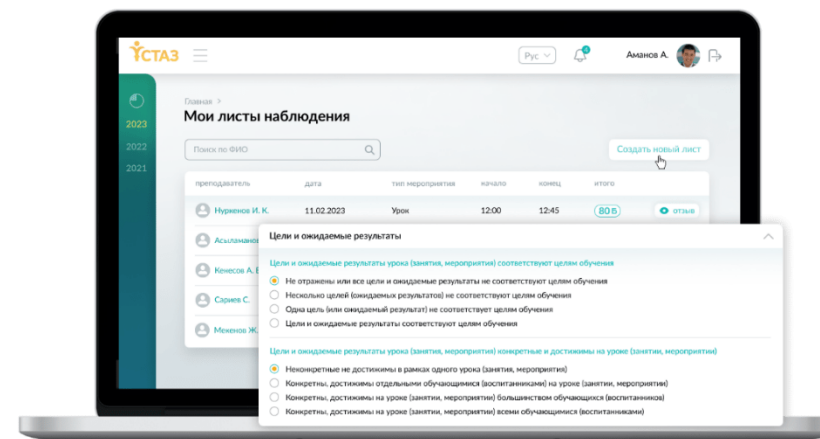 ҰСТАЗ
Рус
Аманов А.
2023
2022
2021
Главная >
Мои листы наблюдения
Поиск по ФИО
Создать новый лист
преподаватель дата тип мероприятия начало конец итого
Нуркенов И. К. 11.02.2023 Урок 12:00 12:45 80 Б отзыв
Кенесов А.
Сариев С.
Мекенов Ж.
Цели и ожидаемые результаты
Цели и ожидаемые результаты урока (занятия, мероприятия) соответствуют целям обучения
Не отражены или все цели и ожидаемые результаты не соответствуют целям обучения
Несколько целей (ожидаемых результатов) не соответствуют целям обучения
Одна цель (или ожидаемый результат) не соответствует целям обучения
Цели и ожидаемые результаты соответствуют целям обучения
Цели и ожидаемые результаты урока (занятия, мероприятия) конкретные и достижимы на уроке (занятии, мероприятии)
Неконкретные не достижимы в рамках одного урока (занятия, мероприятия)
Конкретны, достижимы отдельными обучающимися (воспитанниками) на уроке (занятии, мероприятии)
Конкретны, достижимы на уроке (занятии, мероприятии) большинством обучающихся (воспитанников)
Конкретны, достижимы на уроке (занятии, мероприятии) всеми обучающимися (воспитанниками)